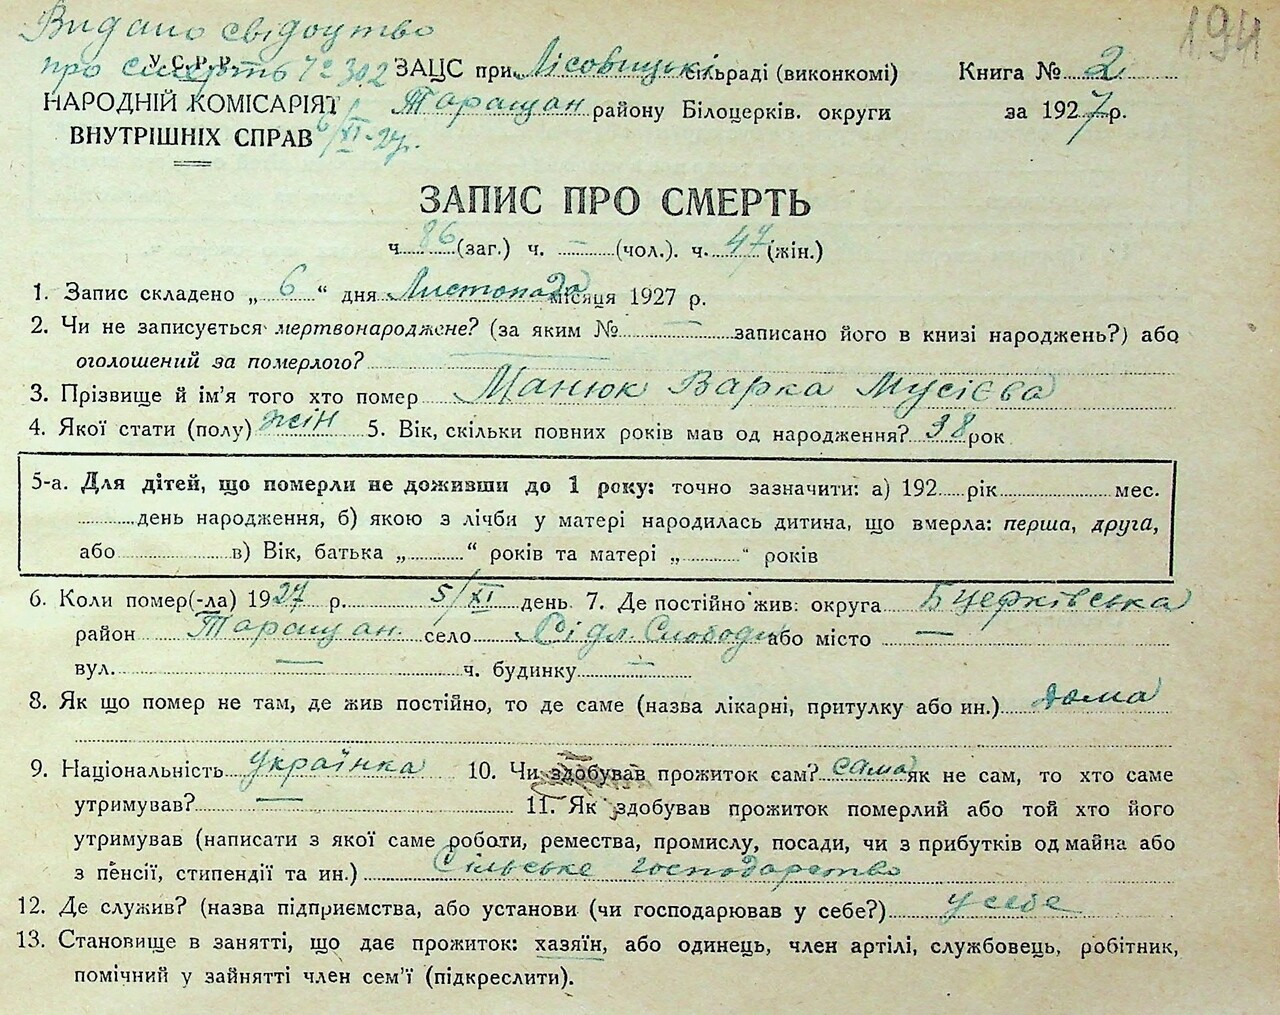 194
Видано свідоцтво
про смерть № 302
6/XI-27р.
У.С.Р.Р.
НАРОДНІЙ КОМІСАРІЯТ
ВНУТРІШНІХ СПРАВ
ЗАЦС при Лісовицькі сільраді (виконкомі)
Таращан району Білоцерків. округи
Книга № 2
за 1927 р.
ЗАПИС ПРО СМЕРТЬ
ч. 86 (заг.) ч. — (чол.). ч. 47 (жін.)
1. Запис складено „ 6 “ дня Листопада місяця 1927 р.
2. Чи не записується мертвонароджене? (за яким № — записано його в книзі народжень?) або
оголошений за померлого? —
3. Прізвище й ім'я того хто помер Манюк Варка Мусієва
4. Якої стати (полу) жін 5. Вік, скільки повних років мав од народження? 38 рок
5-а. Для дітей, що померли не доживши до 1 року: точно зазначити: а) 192 рік мес.
день народження, б) якою з лічби у матері народилась дитина, що вмерла: перша, друга,
або в) Вік, батька „ “ років та матері „ “ років
6. Коли помер(-ла) 1927 р. 5/XI день 7. Де постійно жив: округа Бцерківська
район Таращан. село Сідл. Слобода або місто —
вул. — ч. будинку —
8. Як що помер не там, де жив постійно, то де саме (назва лікарні, притулку або ин.) дома
9. Національність українка 10. Чи здобував прожиток сам? сама як не сам, то хто саме
утримував? — 11. Як здобував прожиток померлий або той хто його
утримував (написати з якої саме роботи, ремества, промислу, посади, чи з прибутків од майна або
з пенсії, стипендії та ин.) Сільське господарство
12. Де служив? (назва підприємства, або установи (чи господарював у себе?) у себе
13. Становище в занятті, що дає прожиток: хазяїн, або одинець, член артілі, службовець, робітник,
помічний у зайнятті член сем'ї (підкреслити).